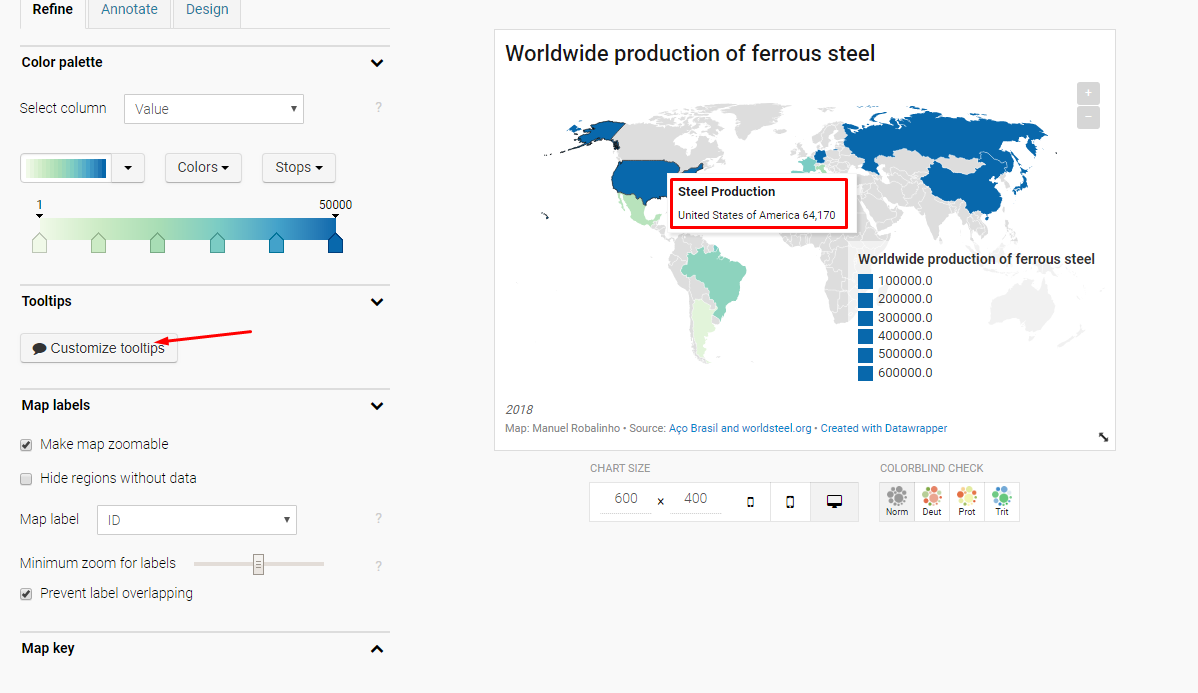 Refine
Annotate
Design
Color palette
Select column
Value
?
Colors
Stops
1
50000
Tooltips
Customize tooltips
Map labels
Make map zoomable
Hide regions without data
Map label
ID
?
Minimum zoom for labels
?
Prevent label overlapping
Map key
Worldwide production of ferrous steel
+
−
Steel Production
United States of America 64,170
Worldwide production of ferrous steel
100000.0
200000.0
300000.0
400000.0
500000.0
600000.0
2018
Map: Manuel Robalinho • Source: Aço Brasil and worldsteel.org • Created with Datawrapper
CHART SIZE
600 × 400
COLORBLIND CHECK
Norm
Deut
Prot
Trit